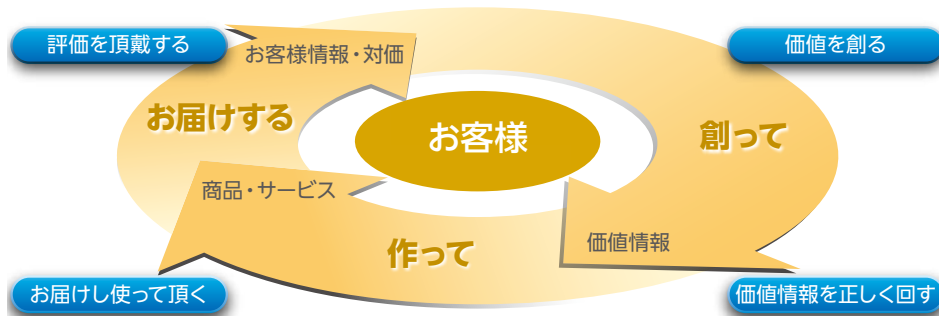 評価を頂戴する
価値を創る
お客様情報・対価
お届けする
お客様
創って
商品・サービス
作って
価値情報
お届けし使って頂く
価値情報を正しく回す